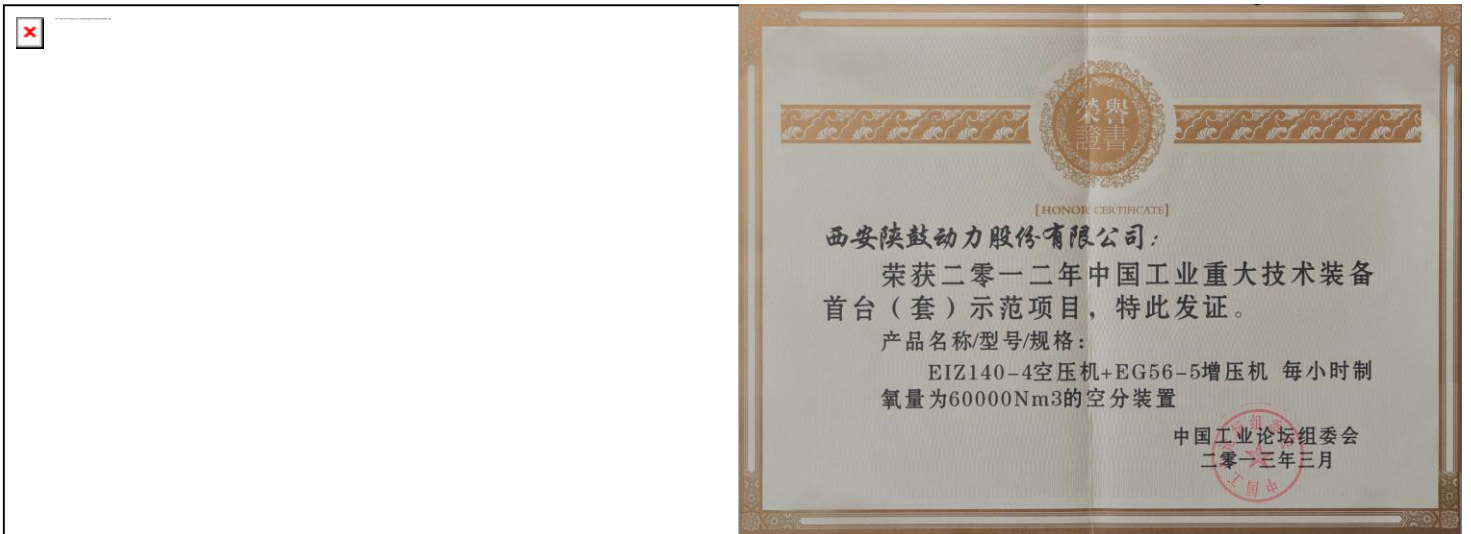 榮譽
證書
[HONOR CERTIFICATE]
西安陕鼓动力股份有限公司：
荣获二零一二年中国工业重大技术装备
首台（套）示范项目，特此发证。
产品名称/型号/规格：
EIZ140-4空压机+EG56-5增压机 每小时制
氧量为60000Nm3的空分装置
中国工业论坛组委会
二零一三年三月